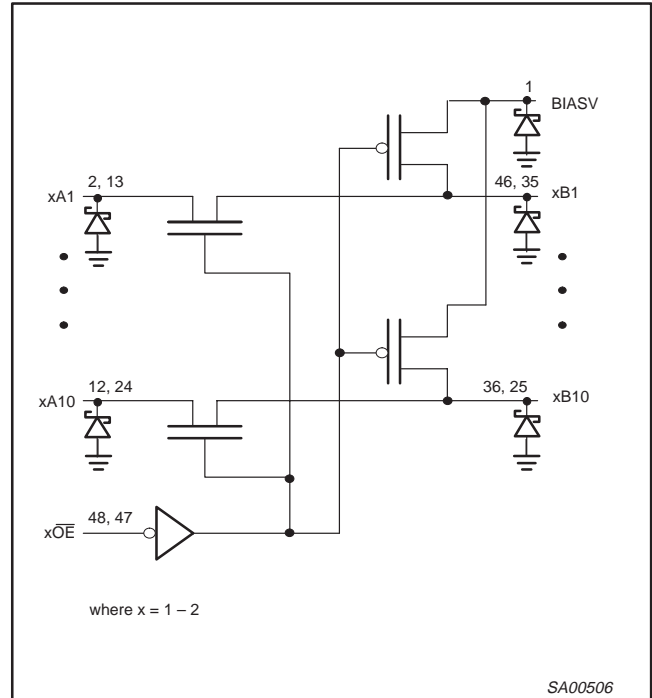 1
BIASV
xA1
2, 13
46, 35
xB1
xA10
12, 24
36, 25
xB10
xO̅E̅
48, 47
where x = 1 – 2
SA00506